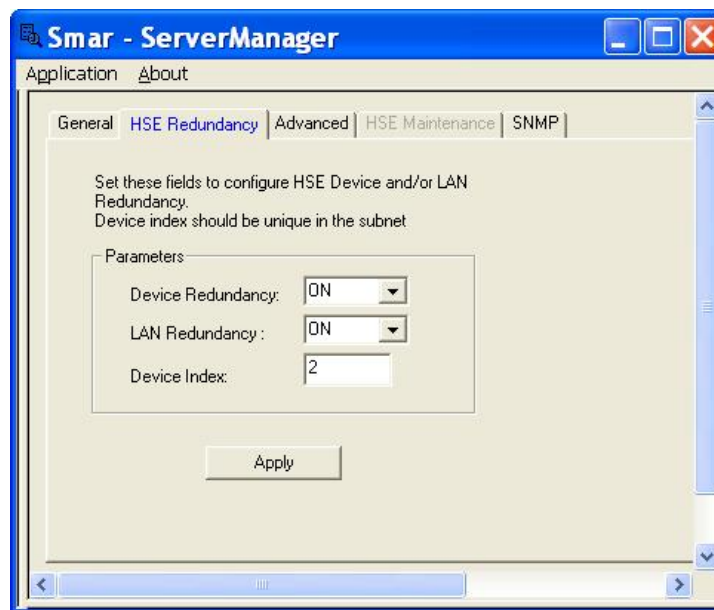 Smar - ServerManager
Application About
General HSE Redundancy Advanced HSE Maintenance SNMP
Set these fields to configure HSE Device and/or LAN
Redundancy.
Device index should be unique in the subnet
Parameters
Device Redundancy: ON
LAN Redundancy : ON
Device Index: 2
Apply